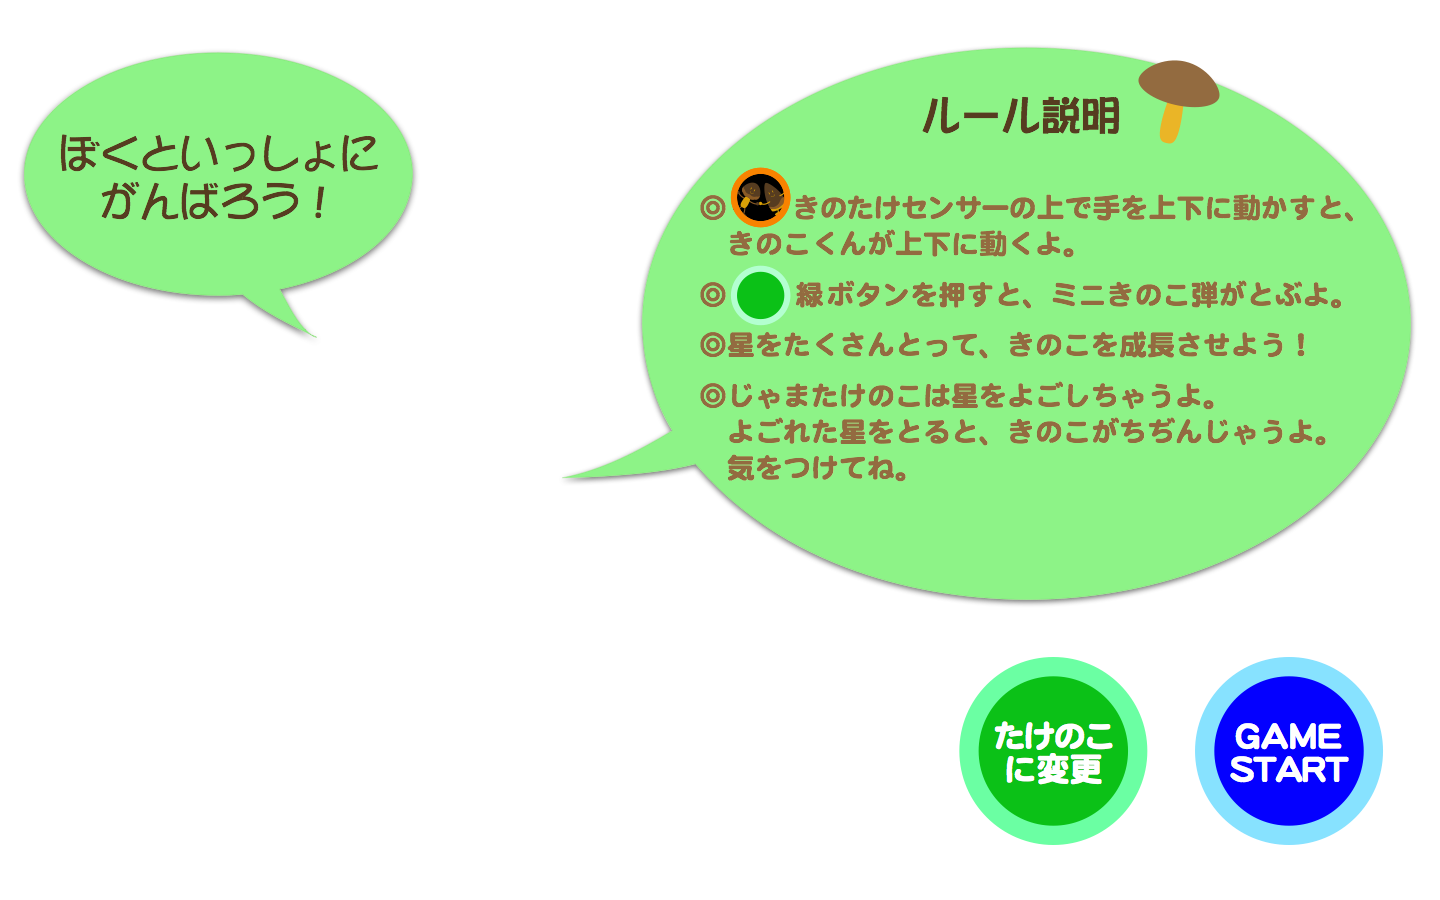 ぼくといっしょに
がんばろう！
ルール説明
◎きのたけセンサーの上で手を上下に動かすと、
きのこくんが上下に動くよ。
◎緑ボタンを押すと、ミニきのこ弾がとぶよ。
◎星をたくさんとって、きのこを成長させよう！
◎じゃまたけのこは星をよごしちゃうよ。
よごれた星をとると、きのこがちぢんじゃうよ。
気をつけてね。
たけのこ
に変更
GAME
START